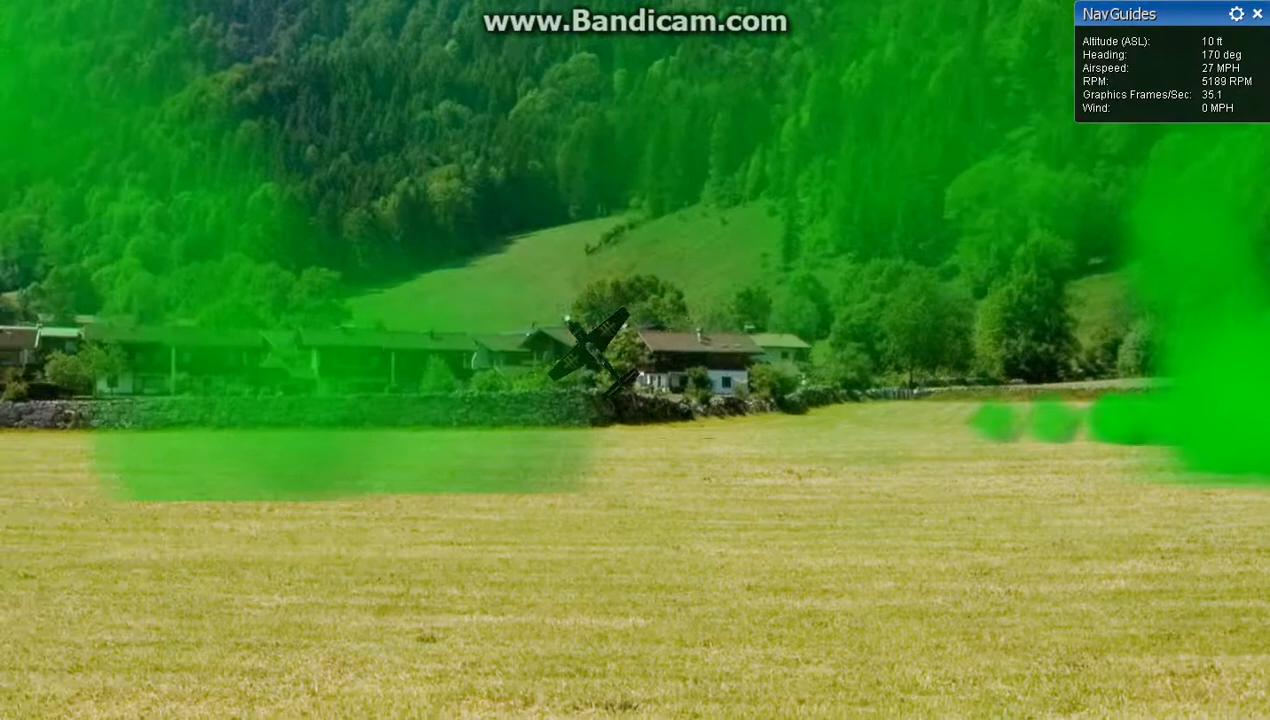 www.Bandicam.com
NavGuides
Altitude (ASL): 10 ft
Heading: 170 deg
Airspeed: 27 MPH
RPM: 5189 RPM
Graphics Frames/Sec: 35.1
Wind: 0 MPH